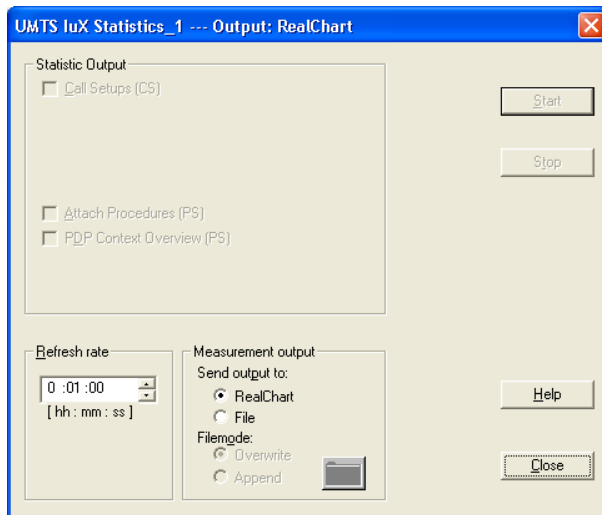 UMTS IuX Statistics_1 --- Output: RealChart
Statistic Output
Call Setups (CS)
Start
Stop
Attach Procedures (PS)
PDP Context Overview (PS)
Refresh rate
0 :01 :00
[ hh : mm : ss ]
Measurement output
Send output to:
RealChart
File
Filemode:
Overwrite
Append
Help
Close